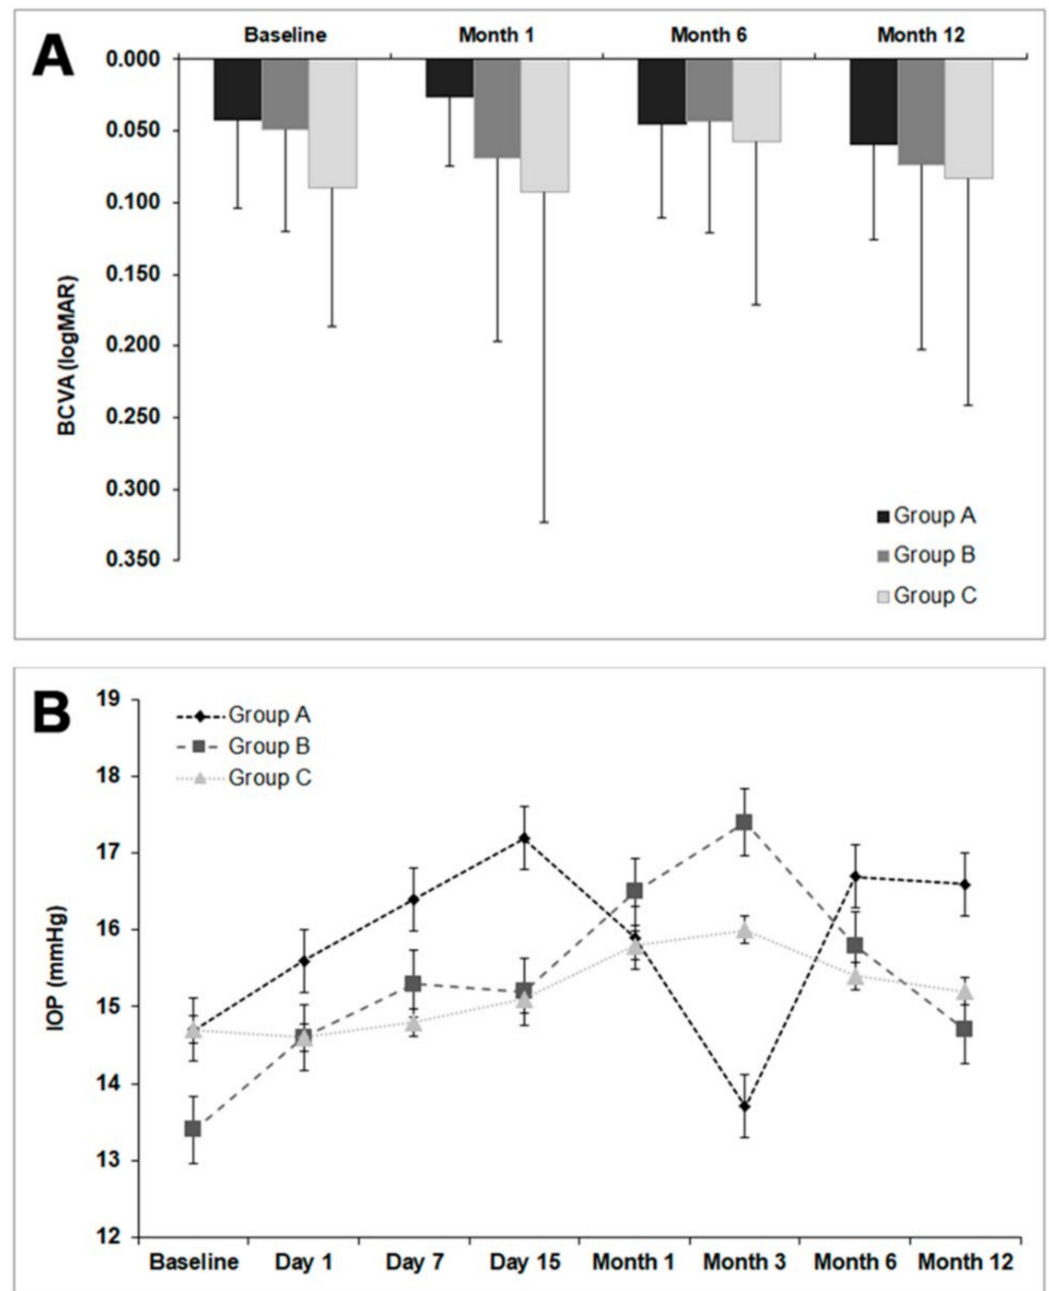 A
Baseline Month 1 Month 6 Month 12
0.000
0.050
0.100
0.150
0.200
0.250
0.300
0.350
BCVA (logMAR)
Group A
Group B
Group C
B
19
18
17
16
15
14
13
12
IOP (mmHg)
Group A
Group B
Group C
Baseline Day 1 Day 7 Day 15 Month 1 Month 3 Month 6 Month 12